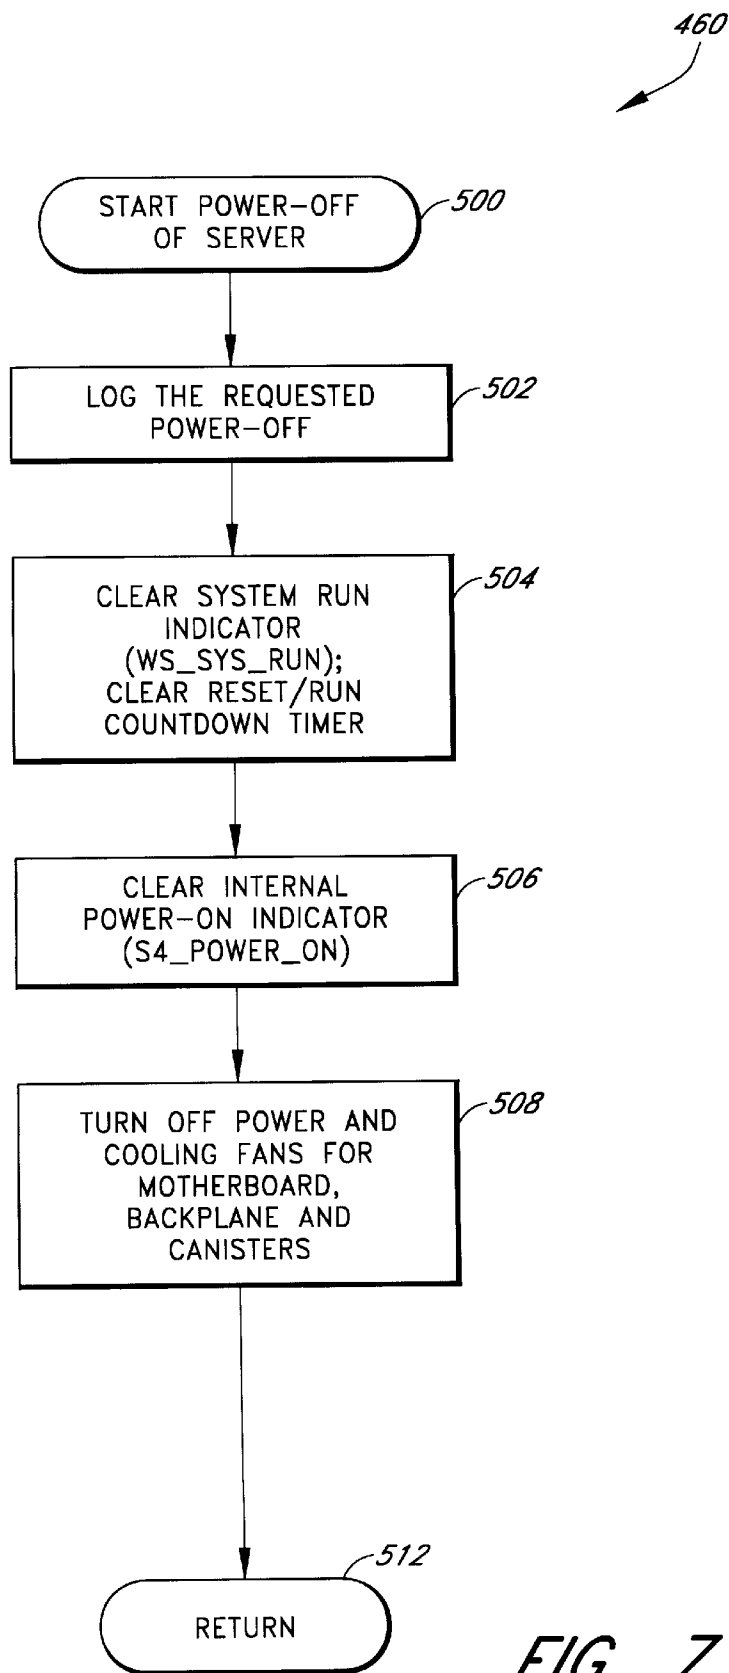 460
START POWER-OFF
OF SERVER
500
LOG THE REQUESTED
POWER-OFF
502
CLEAR SYSTEM RUN
INDICATOR
(WS_SYS_RUN);
CLEAR RESET/RUN
COUNTDOWN TIMER
504
CLEAR INTERNAL
POWER-ON INDICATOR
(S4_POWER_ON)
506
TURN OFF POWER AND
COOLING FANS FOR
MOTHERBOARD,
BACKPLANE AND
CANISTERS
508
RETURN
512
FIG. 7